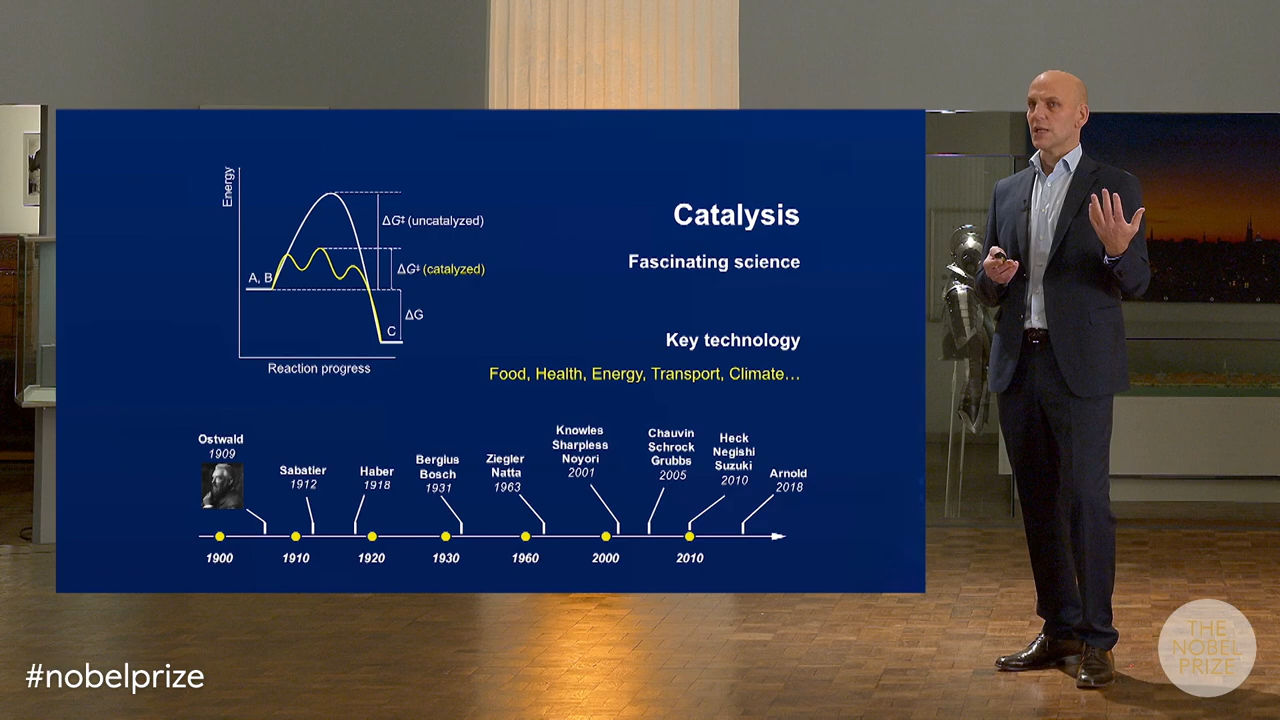 Energy
ΔG‡ (uncatalyzed)
ΔG‡ (catalyzed)
A, B
ΔG
C
Reaction progress
Catalysis
Fascinating science
Key technology
Food, Health, Energy, Transport, Climate…
Ostwald
1909
Sabatier
1912
Haber
1918
Bergius
Bosch
1931
Ziegler
Natta
1963
Knowles
Sharpless
Noyori
2001
Chauvin
Schrock
Grubbs
2005
Heck
Negishi
Suzuki
2010
Arnold
2018
1900
1910
1920
1930
1960
2000
2010
#nobelprize
THE
NOBEL
PRIZE